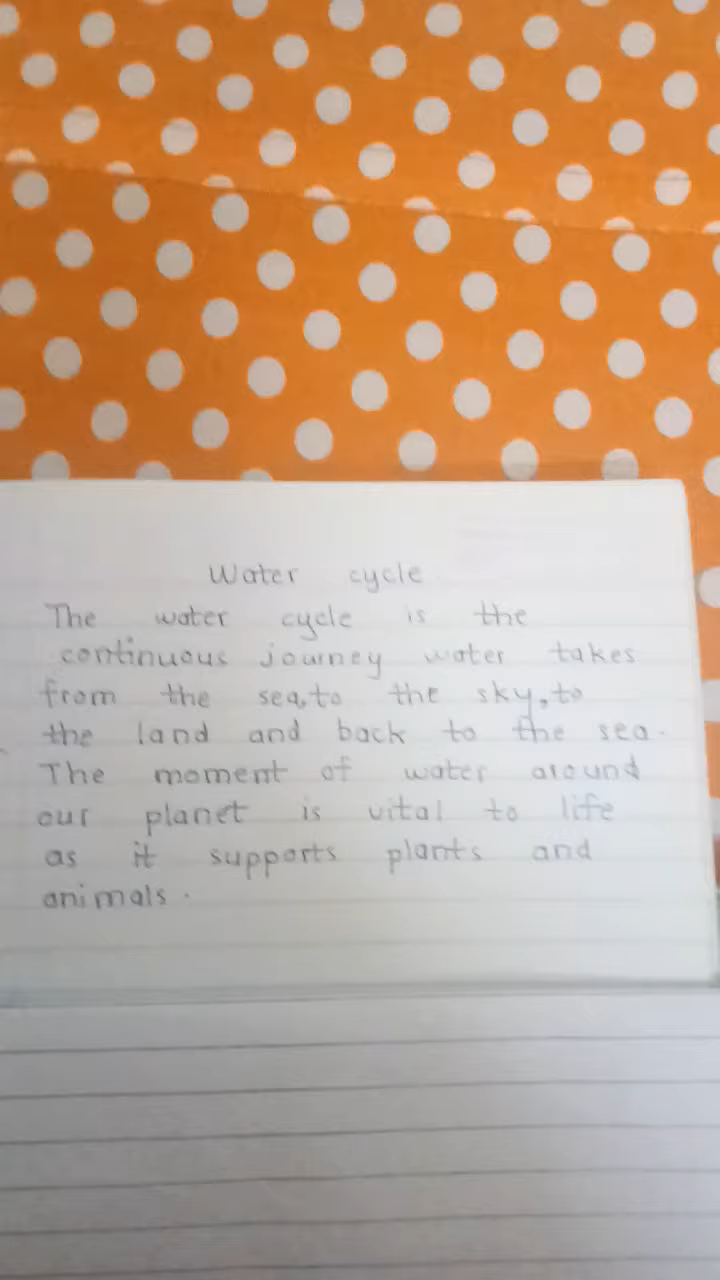 Water cycle
The water cycle is the
continuous journey water takes
from the sea,to the sky,to
the land and back to the sea.
The moment of water around
our planet is vital to life
as it supports plants and
animals.